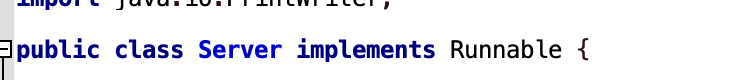 import java.io.PrintWriter;
public class Server implements Runnable {